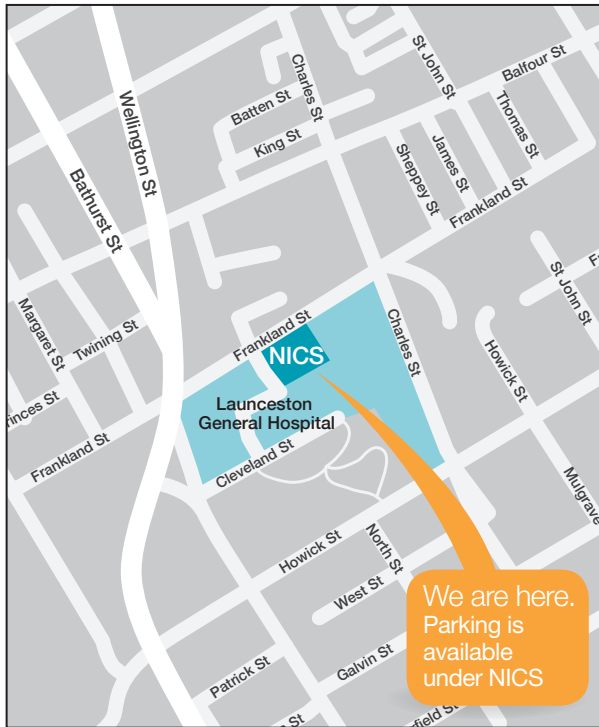 St John St
Charles St
Balfour St
Batten St
Wellington St
Thomas St
King St
James St
Sheppey St
Bathurst St
Frankland St
St John St
Margaret St
Twining St
Frankland St
NICS
Charles St
Howick St
Launceston
General Hospital
Frankland St
Cleveland St
Mulgrave
Howick St
North St
West St
We are here.
Parking is
available
under NICS
Galvin St
Patrick St